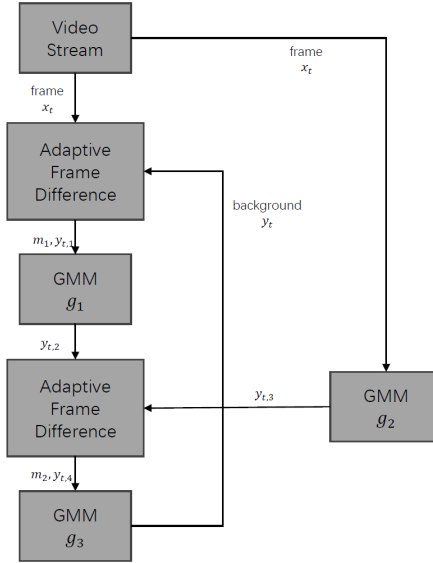 Video
Stream
frame
x_t
frame
x_t
Adaptive
Frame
Difference
background
y_t
m_1, y_{t,1}
GMM
g_1
y_{t,2}
Adaptive
Frame
Difference
y_{t,3}
GMM
g_2
m_2, y_{t,4}
GMM
g_3